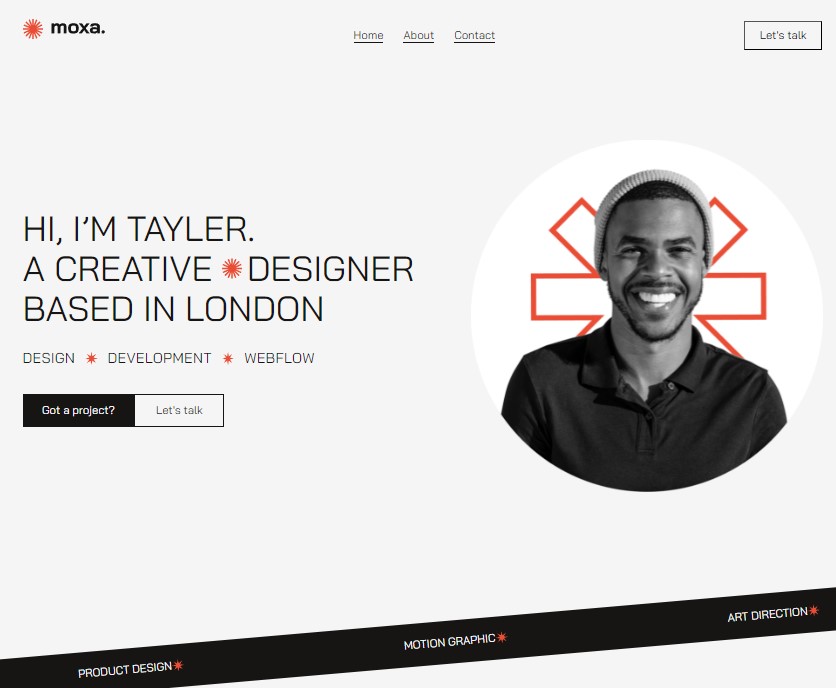 moxa.
Home About Contact
Let's talk
HI, I'M TAYLER.
A CREATIVE DESIGNER
BASED IN LONDON
DESIGN DEVELOPMENT WEBFLOW
Got a project? Let's talk
PRODUCT DESIGN MOTION GRAPHIC ART DIRECTION